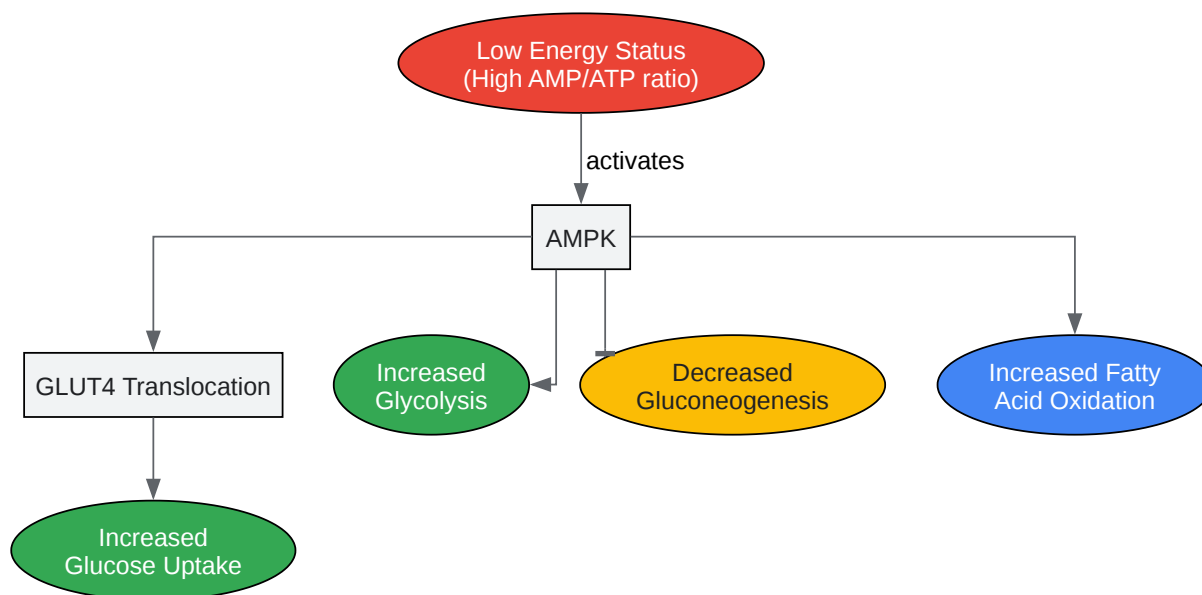 Low Energy Status
(High AMP/ATP ratio)
activates
AMPK
GLUT4 Translocation
Increased
Glycolysis
Decreased
Gluconeogenesis
Increased Fatty
Acid Oxidation
Increased
Glucose Uptake